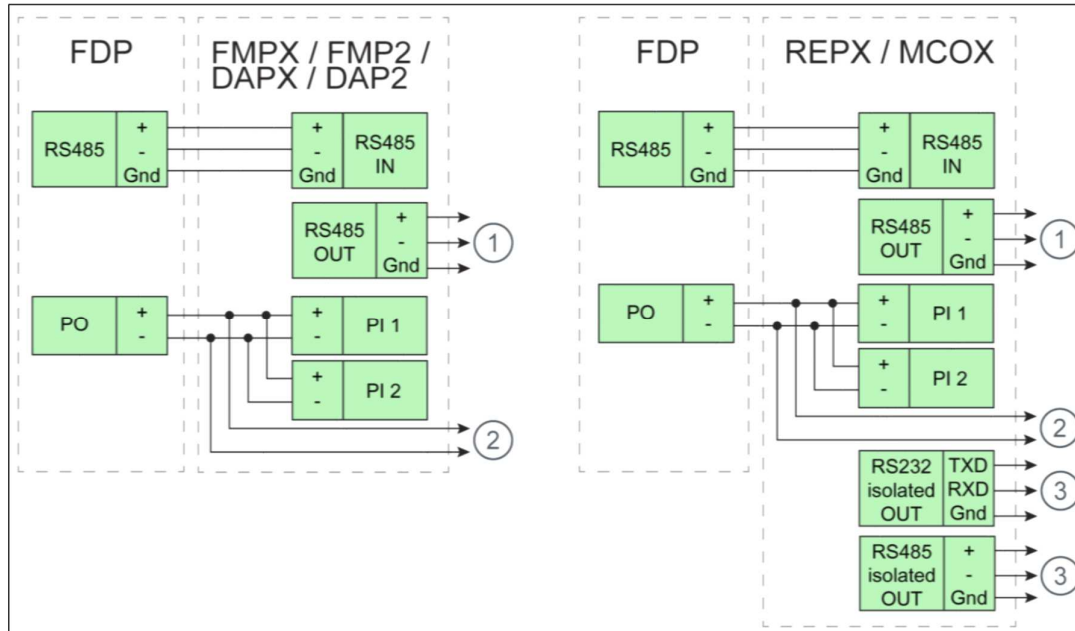 FDP
FMPX / FMP2 /
DAPX / DAP2
RS485
+
-
Gnd
+
-
Gnd
RS485
IN
RS485
OUT
+
-
Gnd
1
PO
+
-
+
-
PI 1
+
-
PI 2
2
FDP
REPX / MCOX
RS485
+
-
Gnd
+
-
Gnd
RS485
IN
RS485
OUT
+
-
Gnd
1
PO
+
-
+
-
PI 1
+
-
PI 2
2
RS232
isolated
OUT
TXD
RXD
Gnd
3
RS485
isolated
OUT
+
-
Gnd
3